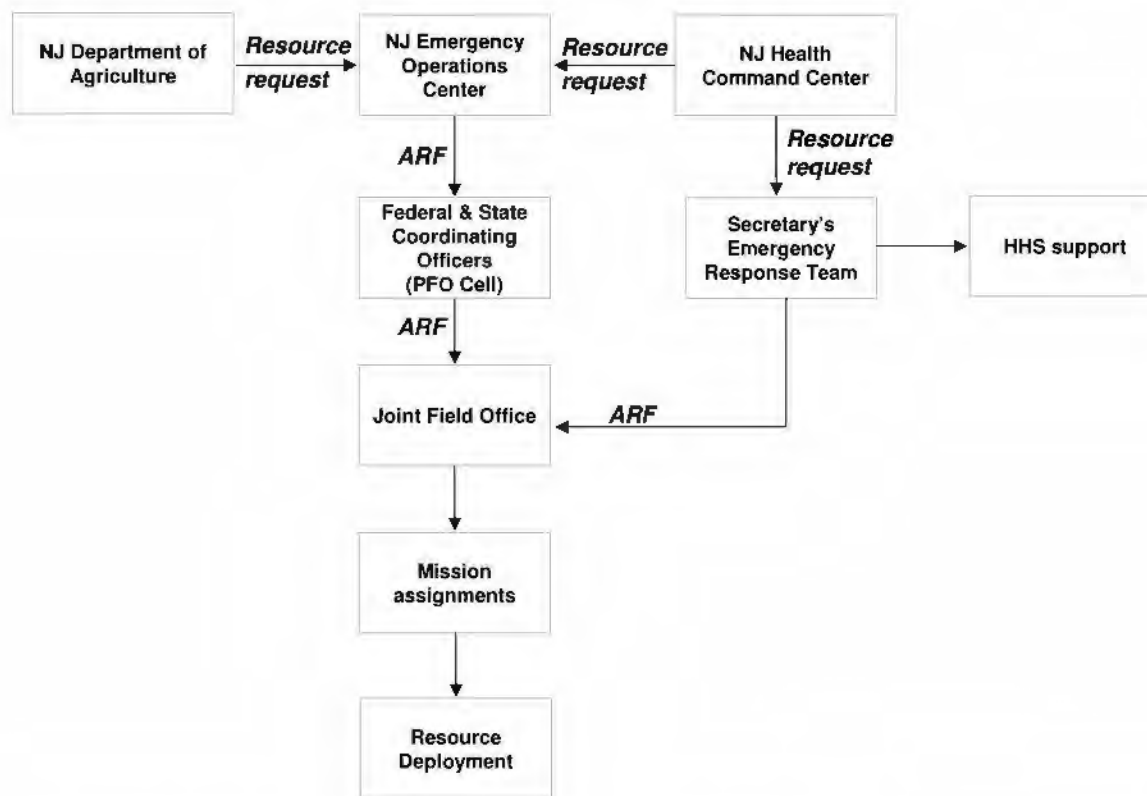 NJ Department of
Agriculture
Resource
request
NJ Emergency
Operations
Center
Resource
request
NJ Health
Command Center
ARF
Resource
request
Federal & State
Coordinating
Officers
(PFO Cell)
Secretary's
Emergency
Response Team
HHS support
ARF
Joint Field Office
ARF
Mission
assignments
Resource
Deployment